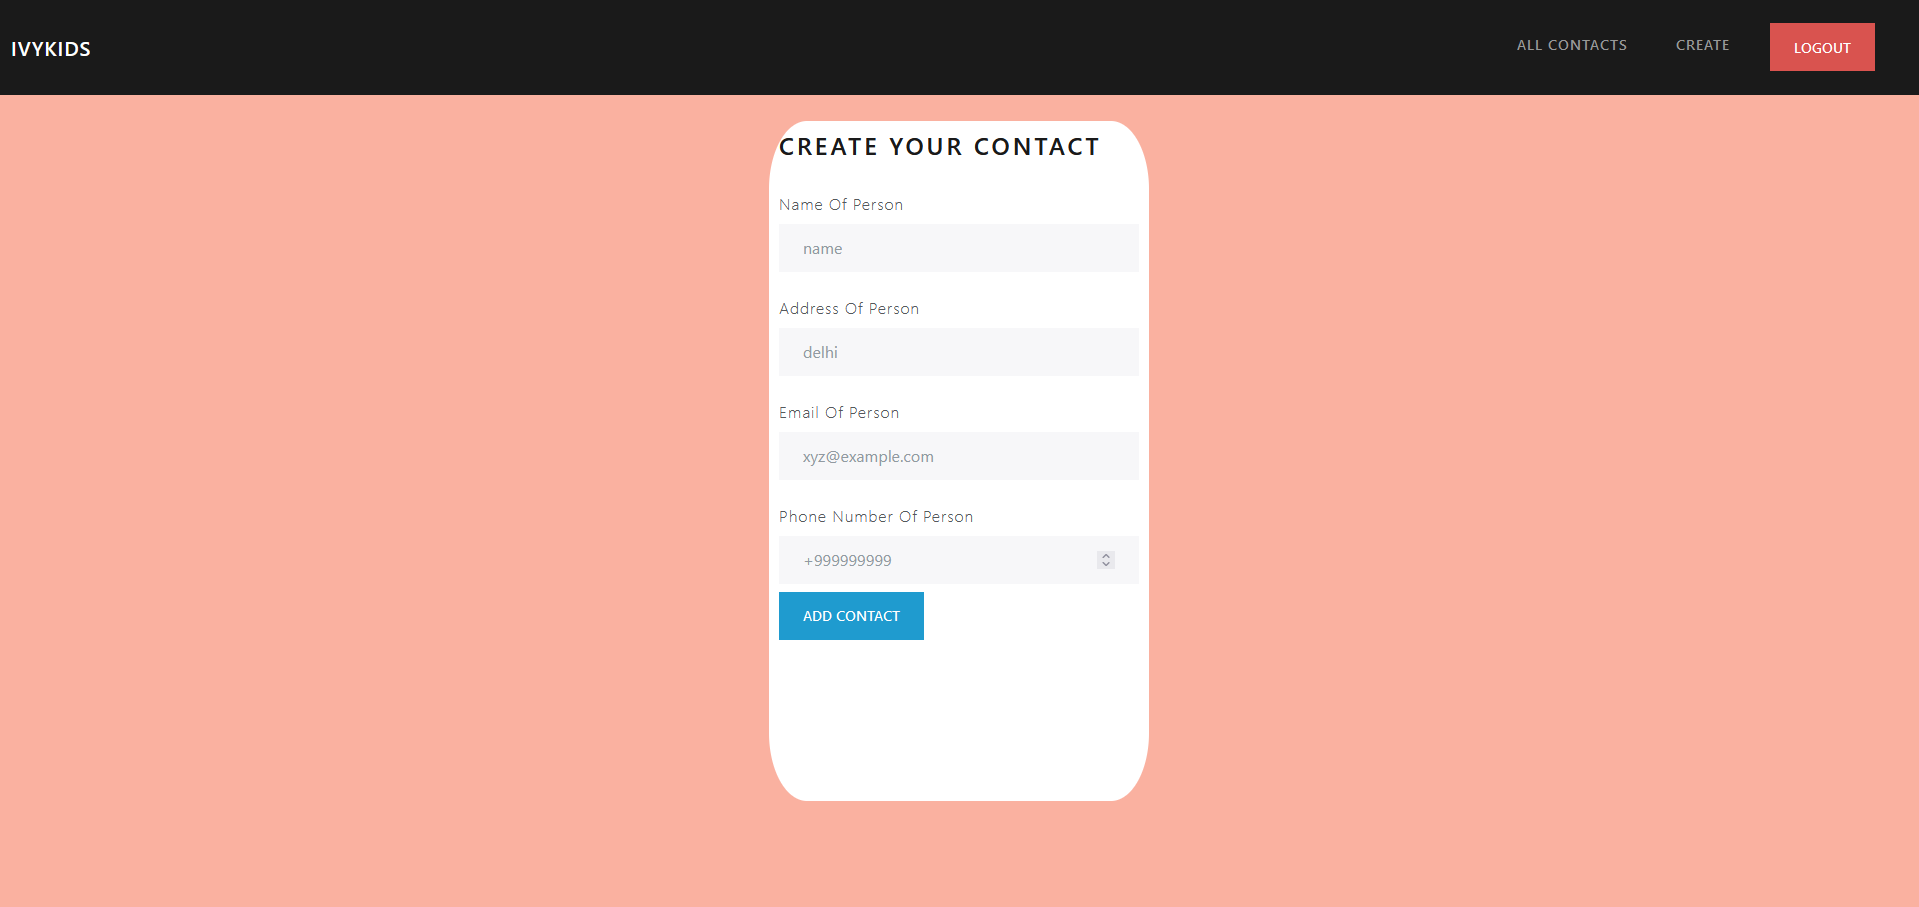 IVYKIDS
ALL CONTACTS
CREATE
LOGOUT
CREATE YOUR CONTACT
Name Of Person
name
Address Of Person
delhi
Email Of Person
xyz@example.com
Phone Number Of Person
+999999999
ADD CONTACT